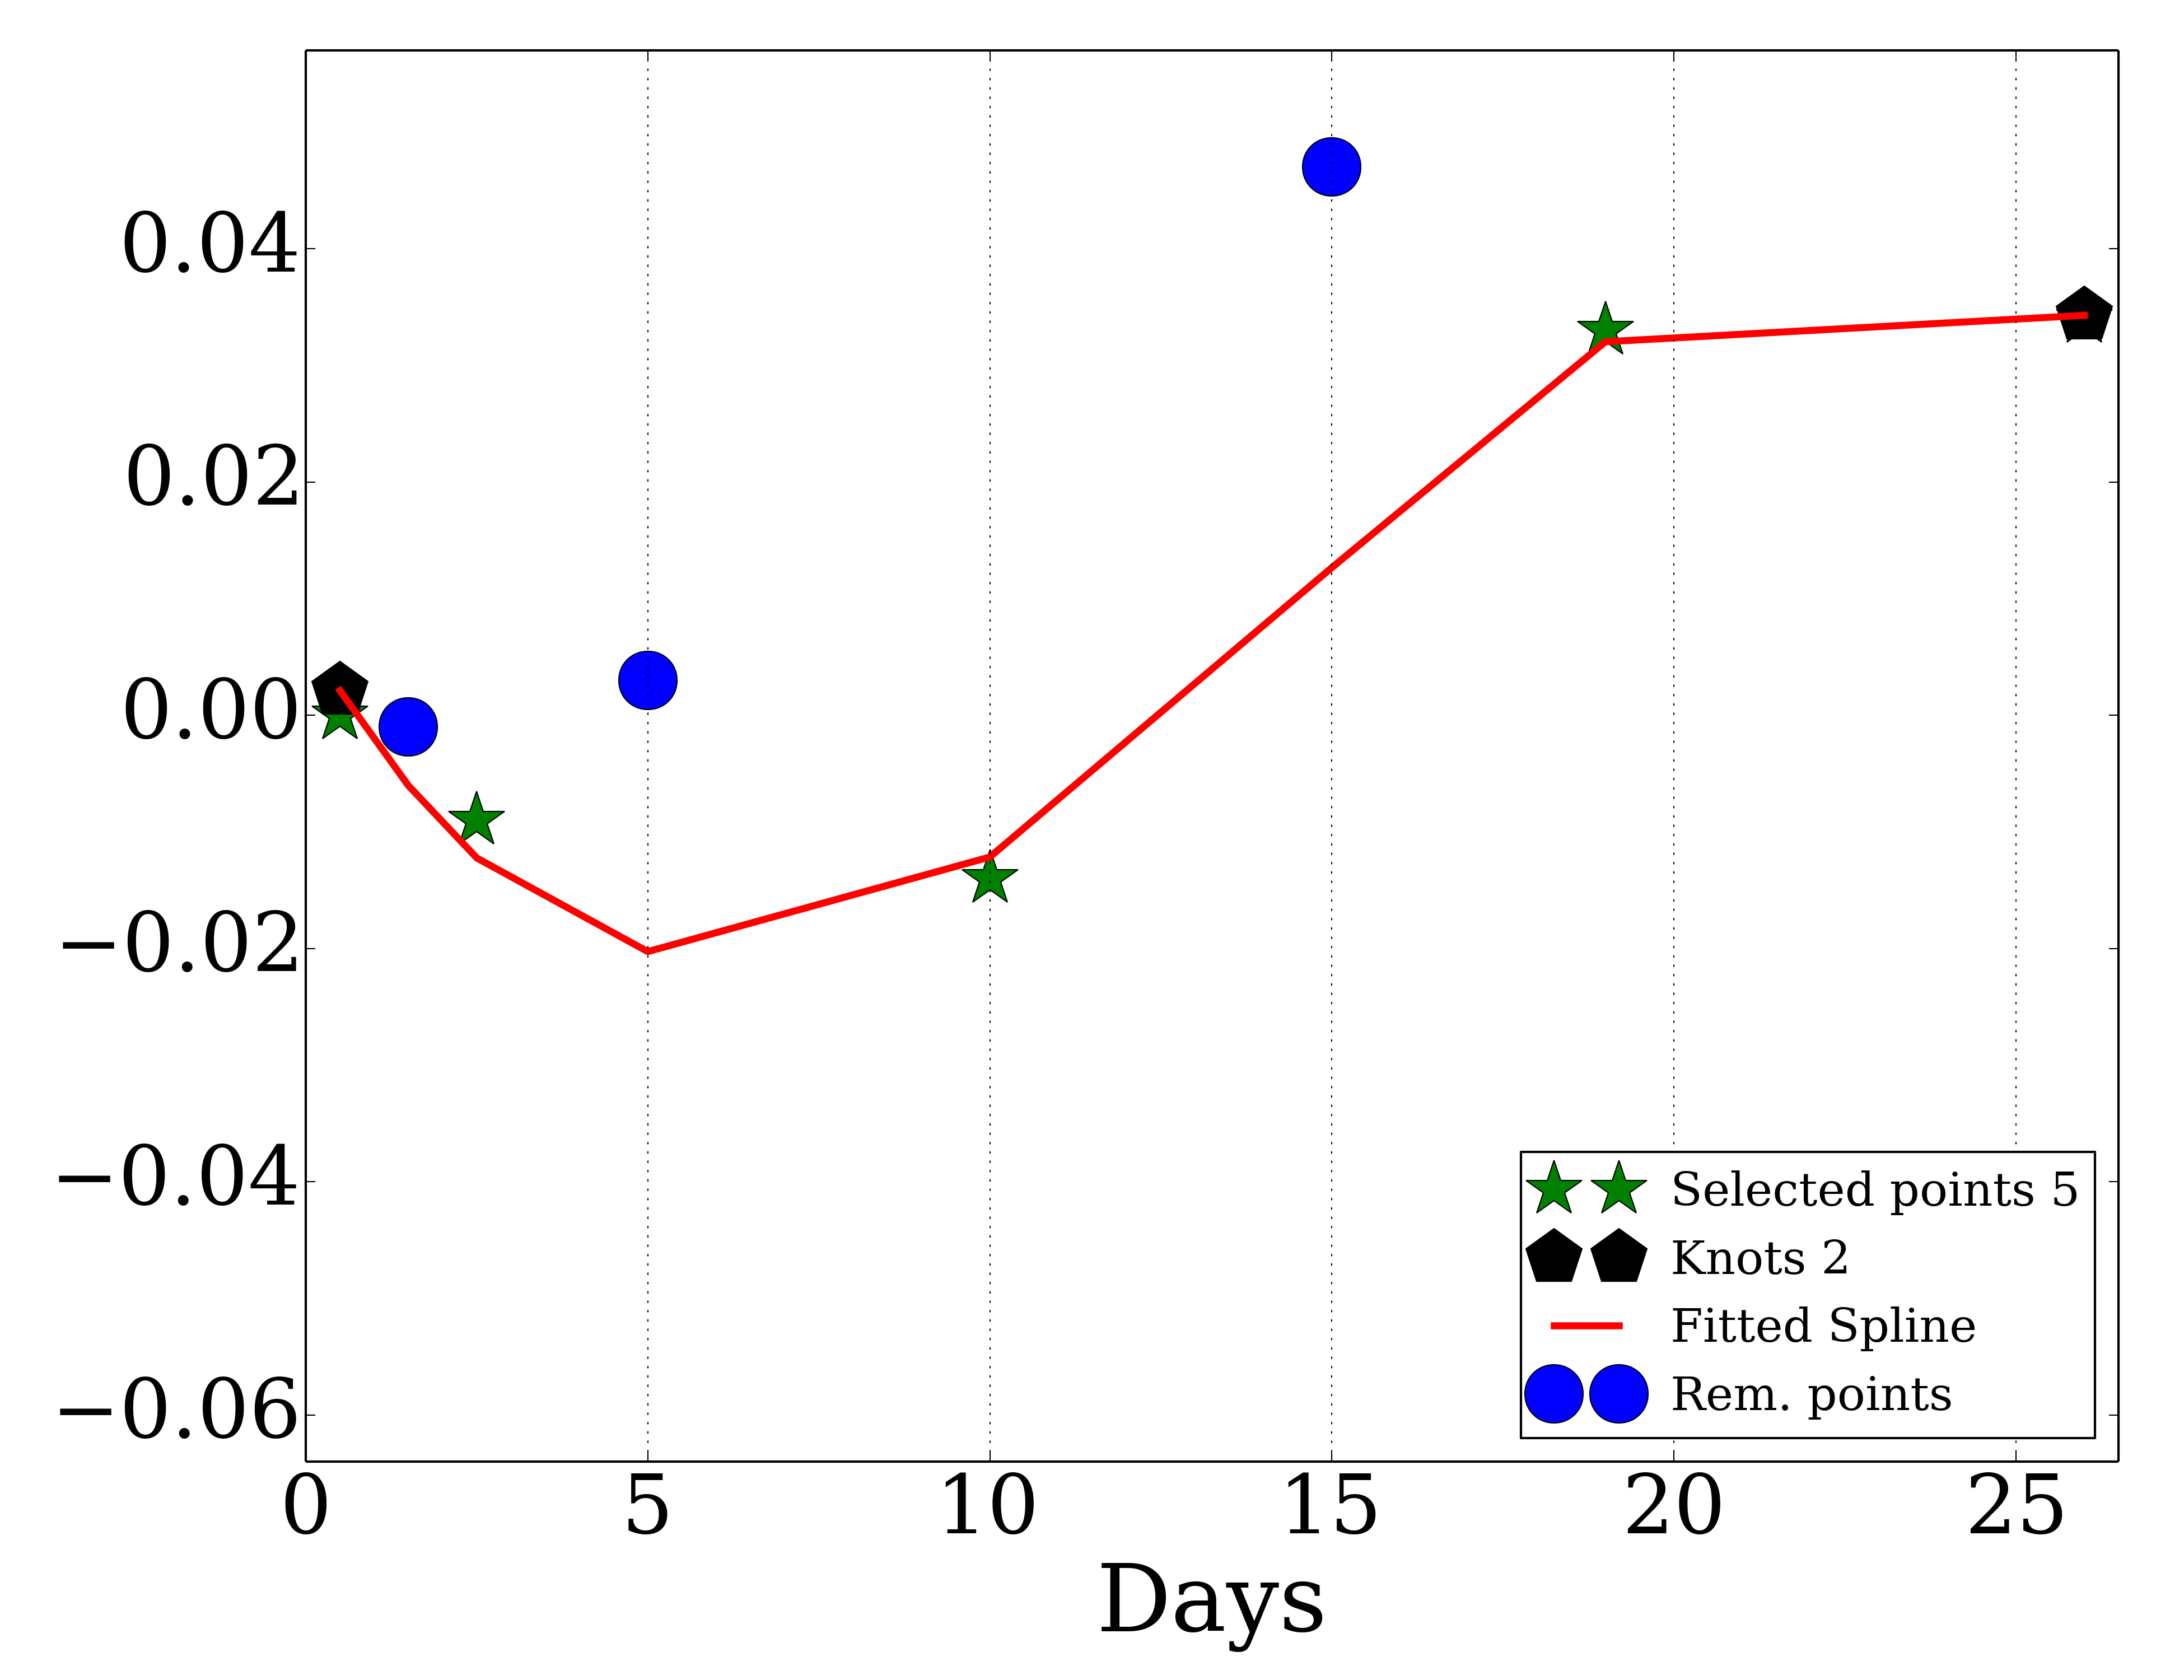 0.04
0.02
0.00
−0.02
−0.04
−0.06
0 5 10 15 20 25
Days
Selected points 5
Knots 2
Fitted Spline
Rem. points